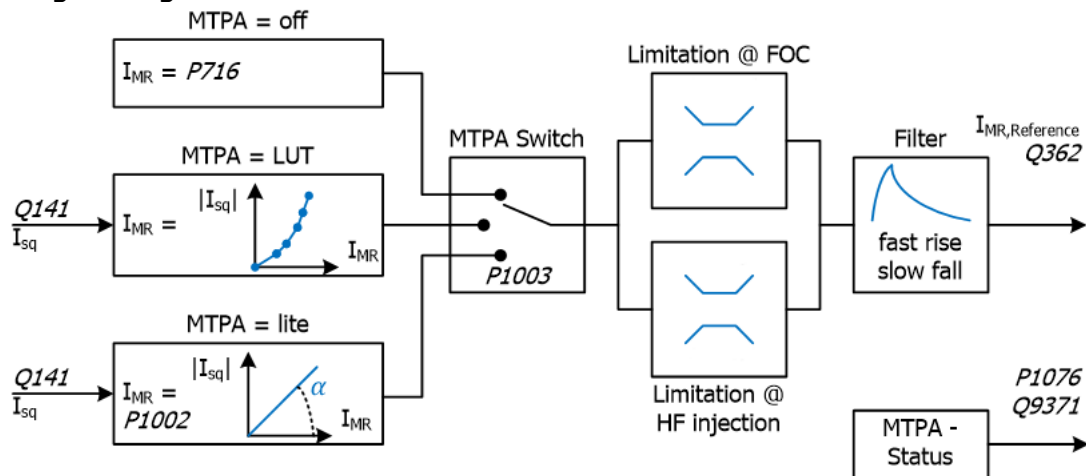 MTPA = off
I_MR = P716
MTPA = LUT
Q141
I_sq
I_MR =
|I_sq|
I_MR
MTPA = lite
Q141
I_sq
I_MR =
P1002
|I_sq|
α
I_MR
MTPA Switch
P1003
Limitation @ FOC
Limitation @
HF injection
Filter
fast rise
slow fall
I_MR,Reference
Q362
P1076
Q9371
MTPA -
Status